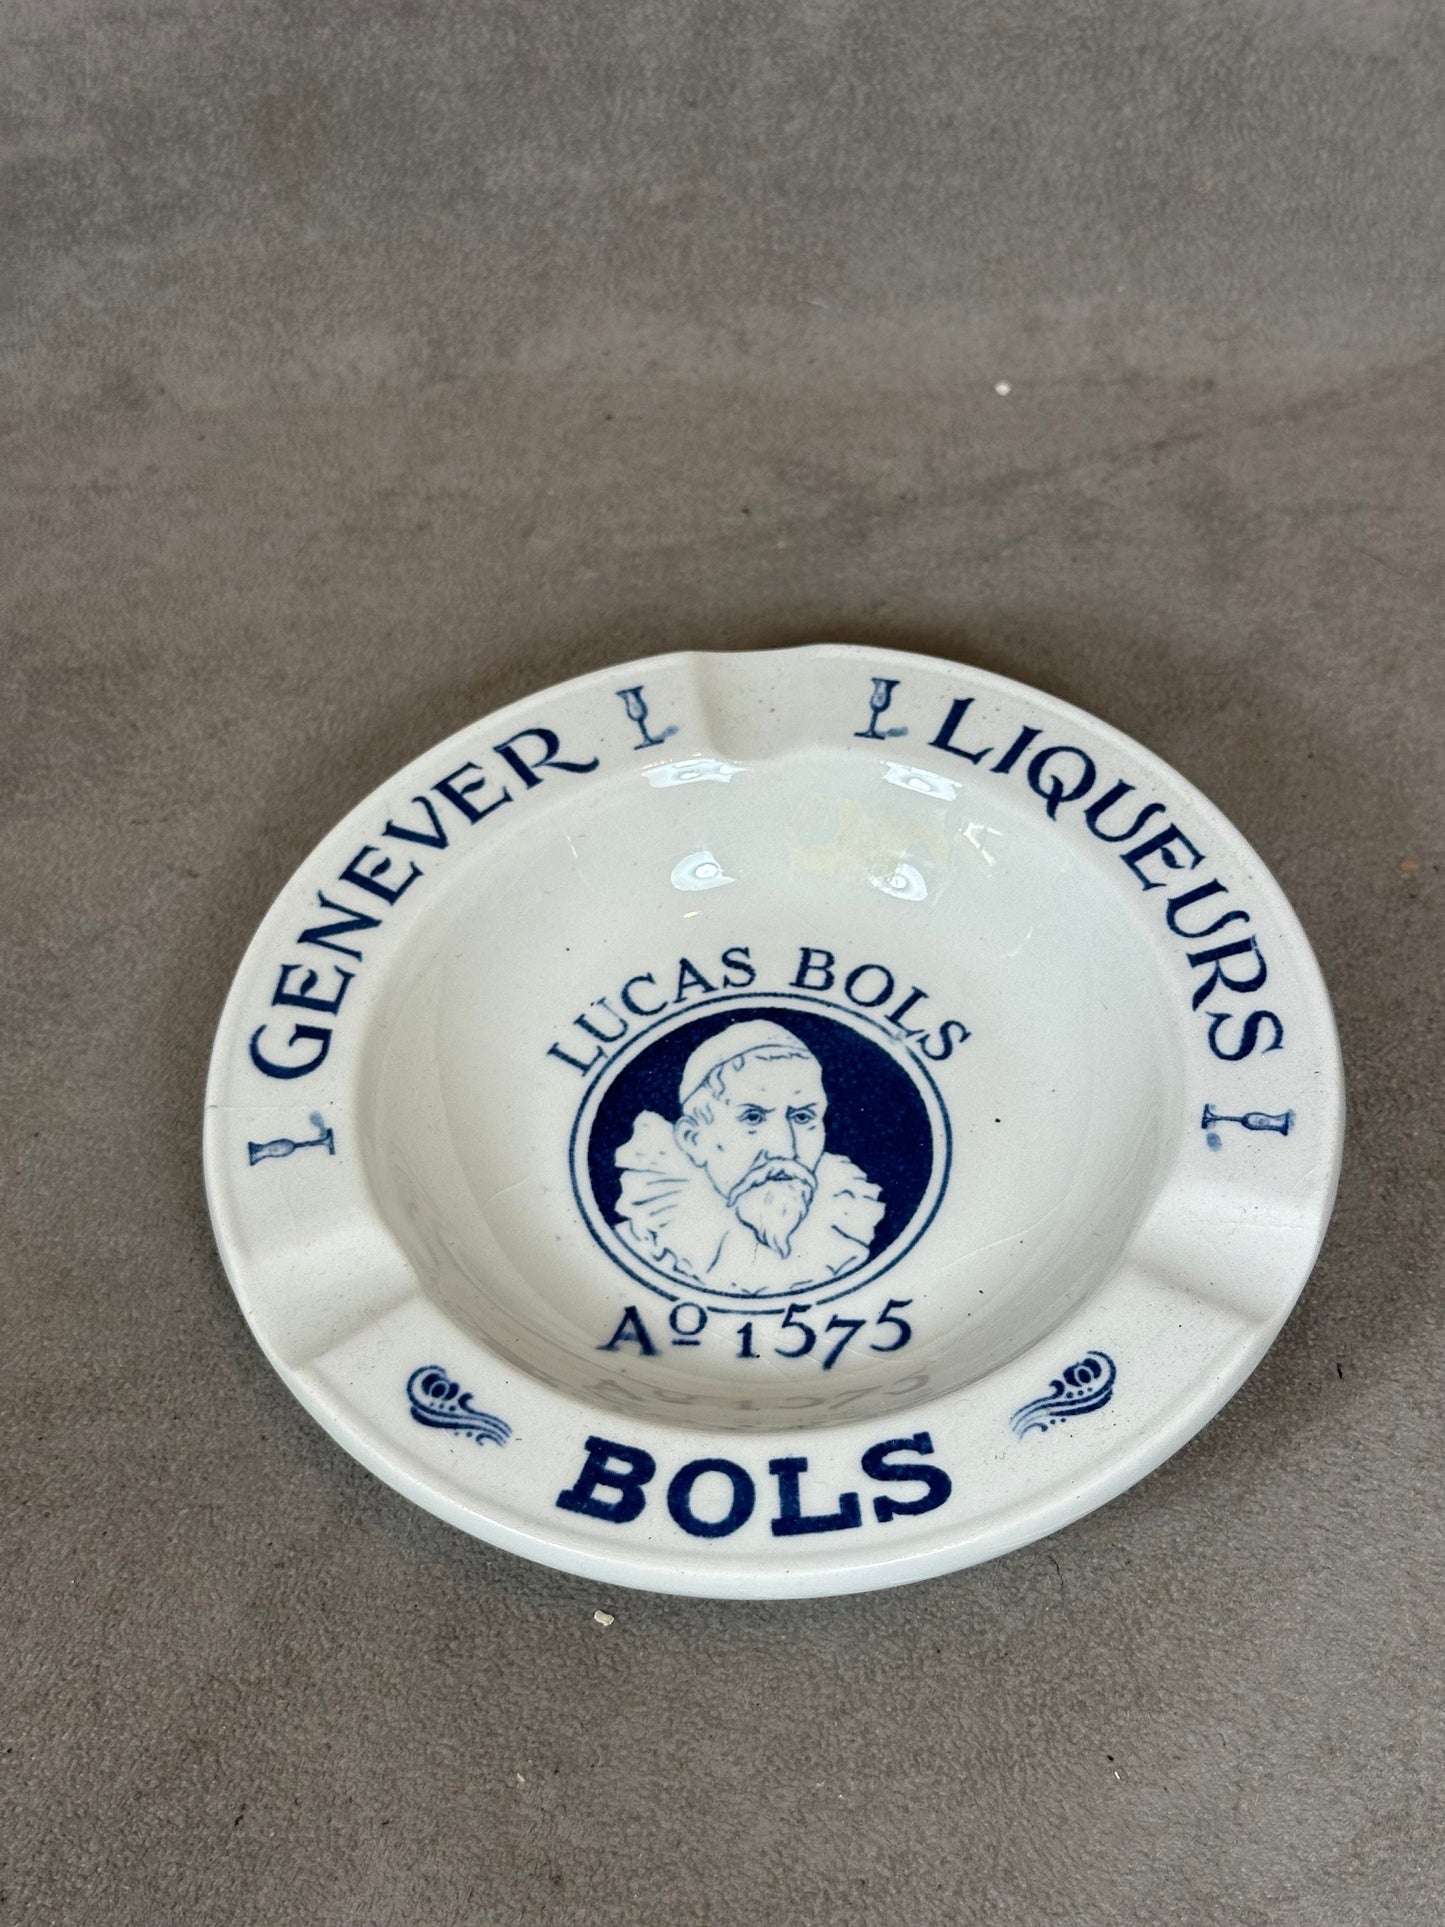 GENEVER
LIQUEURS
LUCAS BOLS
Aº 1575
BOLS